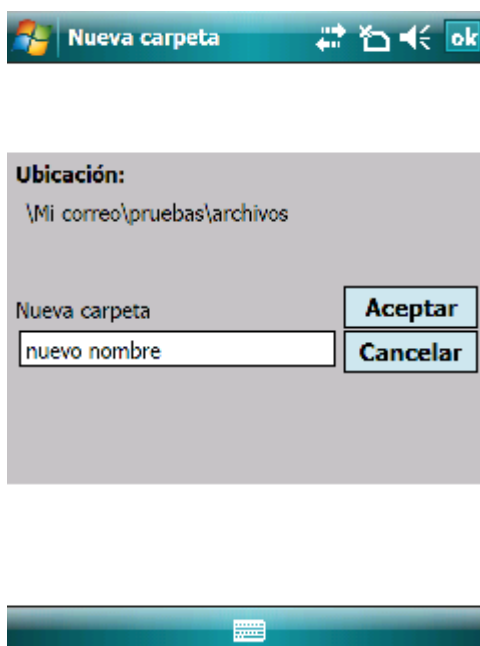 Nueva carpeta
ok
Ubicación:
\Mi correo\pruebas\archivos
Nueva carpeta
Aceptar
nuevo nombre
Cancelar